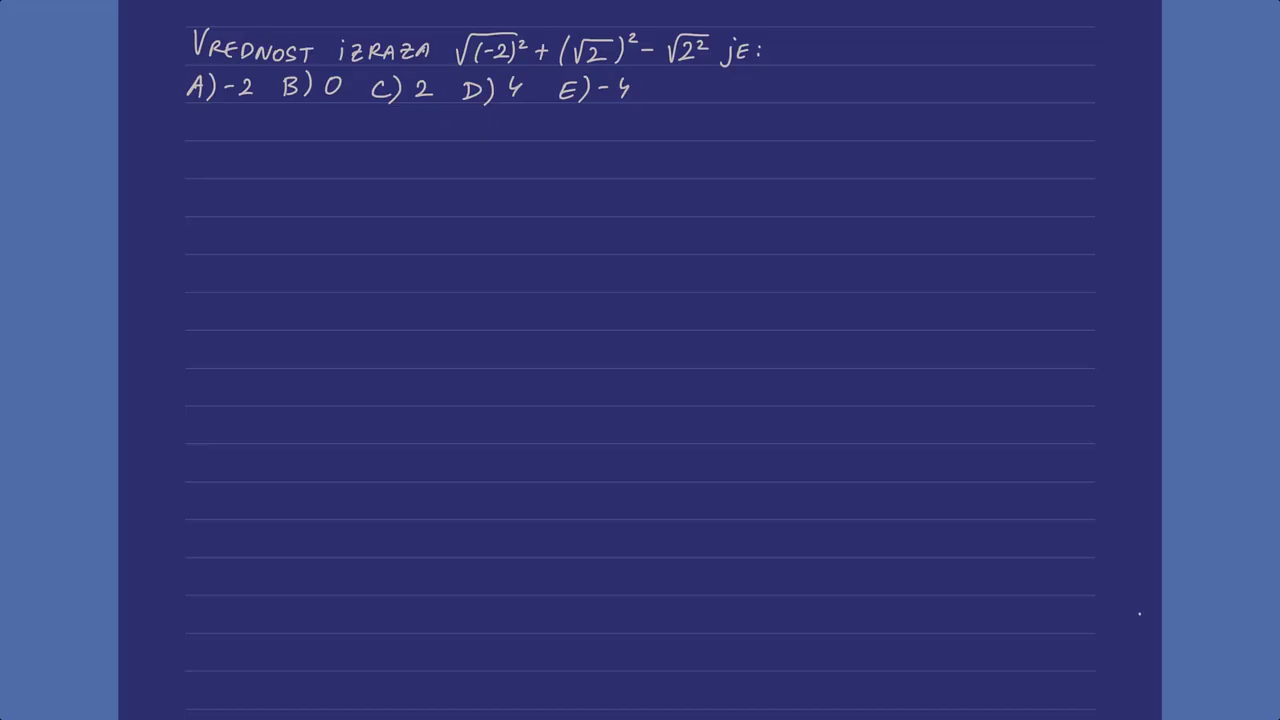 VREDNOST IZRAZA √(-2)² + (√2)² - √2² JE:
A) -2 B) 0 C) 2 D) 4 E) -4